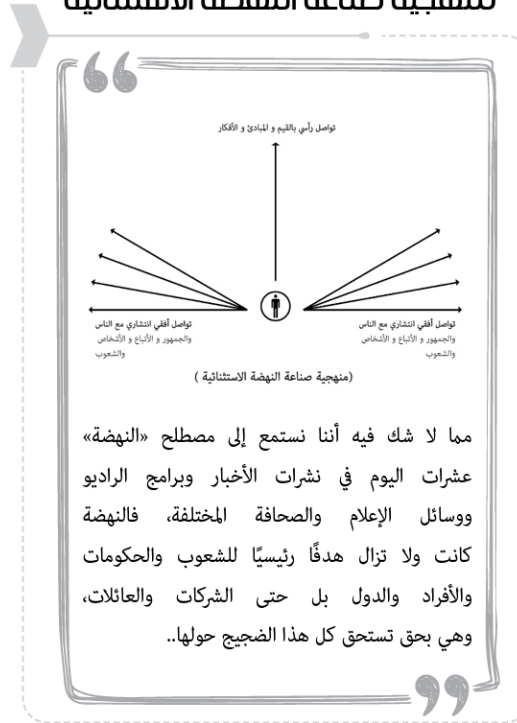 منهجية صناعة النهضة الاستثنائية
تواصل رأسي بالقيم و المبادئ و الأفكار
تواصل أفقي انتشاري مع الناس
والجمهور و الأتباع و الأشخاص
والشعوب
تواصل أفقي انتشاري مع الناس
والجمهور و الأتباع و الأشخاص
والشعوب
(منهجية صناعة النهضة الاستثنائية )
مما لا شك فيه أننا نستمع إلى مصطلح «النهضة»
عشرات اليوم في نشرات الأخبار وبرامج الراديو
ووسائل الإعلام والصحافة المختلفة، فالنهضة
كانت ولا تزال هدفًا رئيسيًا للشعوب والحكومات
والأفراد والدول بل حتى الشركات والعائلات،
وهي بحق تستحق كل هذا الضجيج حولها..